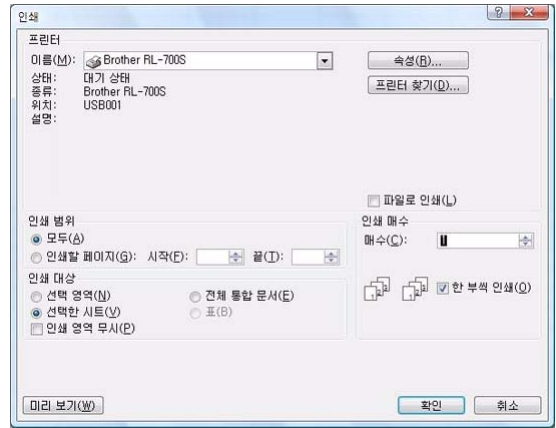 인쇄
프린터
이름(M): Brother RL-700S
속성(R)...
상태: 대기 상태
프린터 찾기(D)...
종류: Brother RL-700S
위치: USB001
설명:
파일로 인쇄(L)
인쇄 범위
모두(A)
인쇄할 페이지(G): 시작(F): 끝(T):
인쇄 매수
매수(C): 1
한 부씩 인쇄(O)
인쇄 대상
선택 영역(N) 전체 통합 문서(E)
선택한 시트(V) 표(B)
인쇄 영역 무시(P)
미리 보기(W) 확인 취소